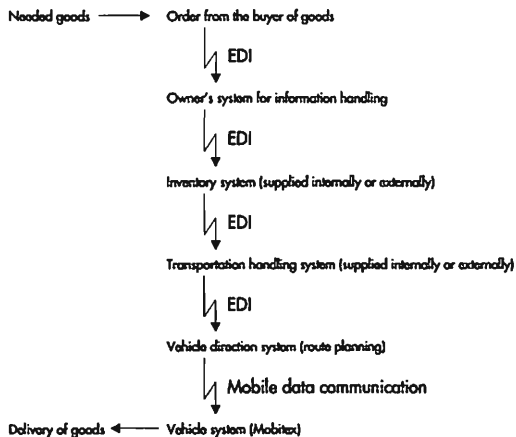 Needed goods
Order from the buyer of goods
EDI
Owner's system for information handling
EDI
Inventory system (supplied internally or externally)
EDI
Transportation handling system (supplied internally or externally)
EDI
Vehicle direction system (route planning)
Mobile data communication
Delivery of goods
Vehicle system (Mobitex)